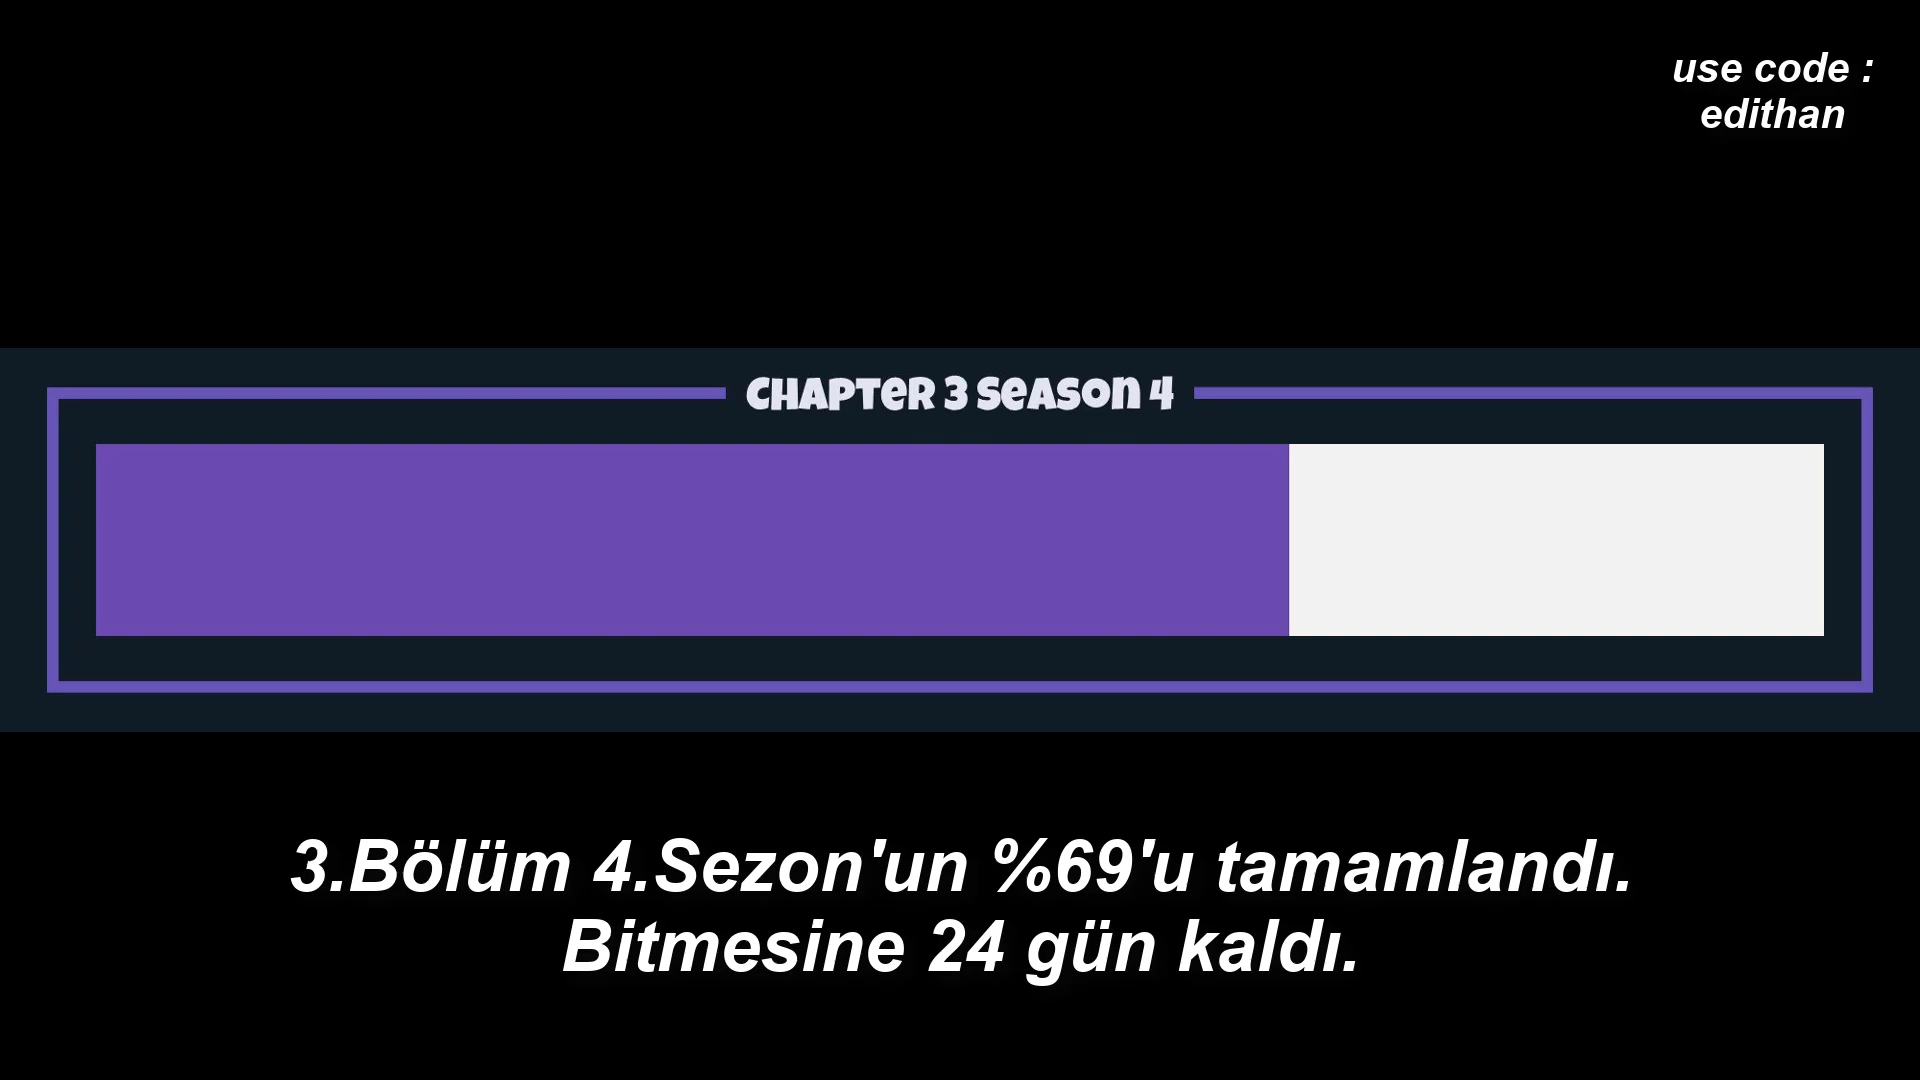 use code :
edithan
CHAPTER 3 SEASON 4
3.Bölüm 4.Sezon'un %69'u tamamlandı.
Bitmesine 24 gün kaldı.